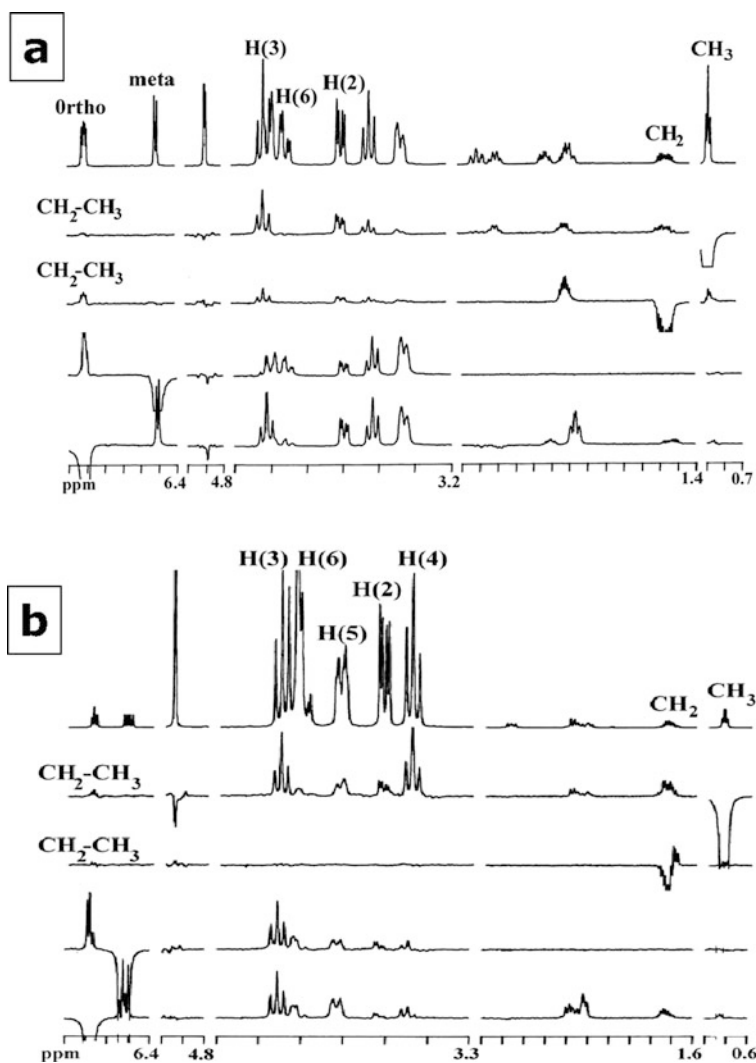 a
H(3)
CH3
meta
H(2)
Ortho
H(6)
CH2
CH2-CH3
CH2-CH3
ppm 6.4 4.8 3.2 1.4 0.7
b
H(3) H(6) H(4)
H(2)
H(5)
CH2 CH3
CH2-CH3
CH2-CH3
ppm 6.4 4.8 3.3 1.6 0.6